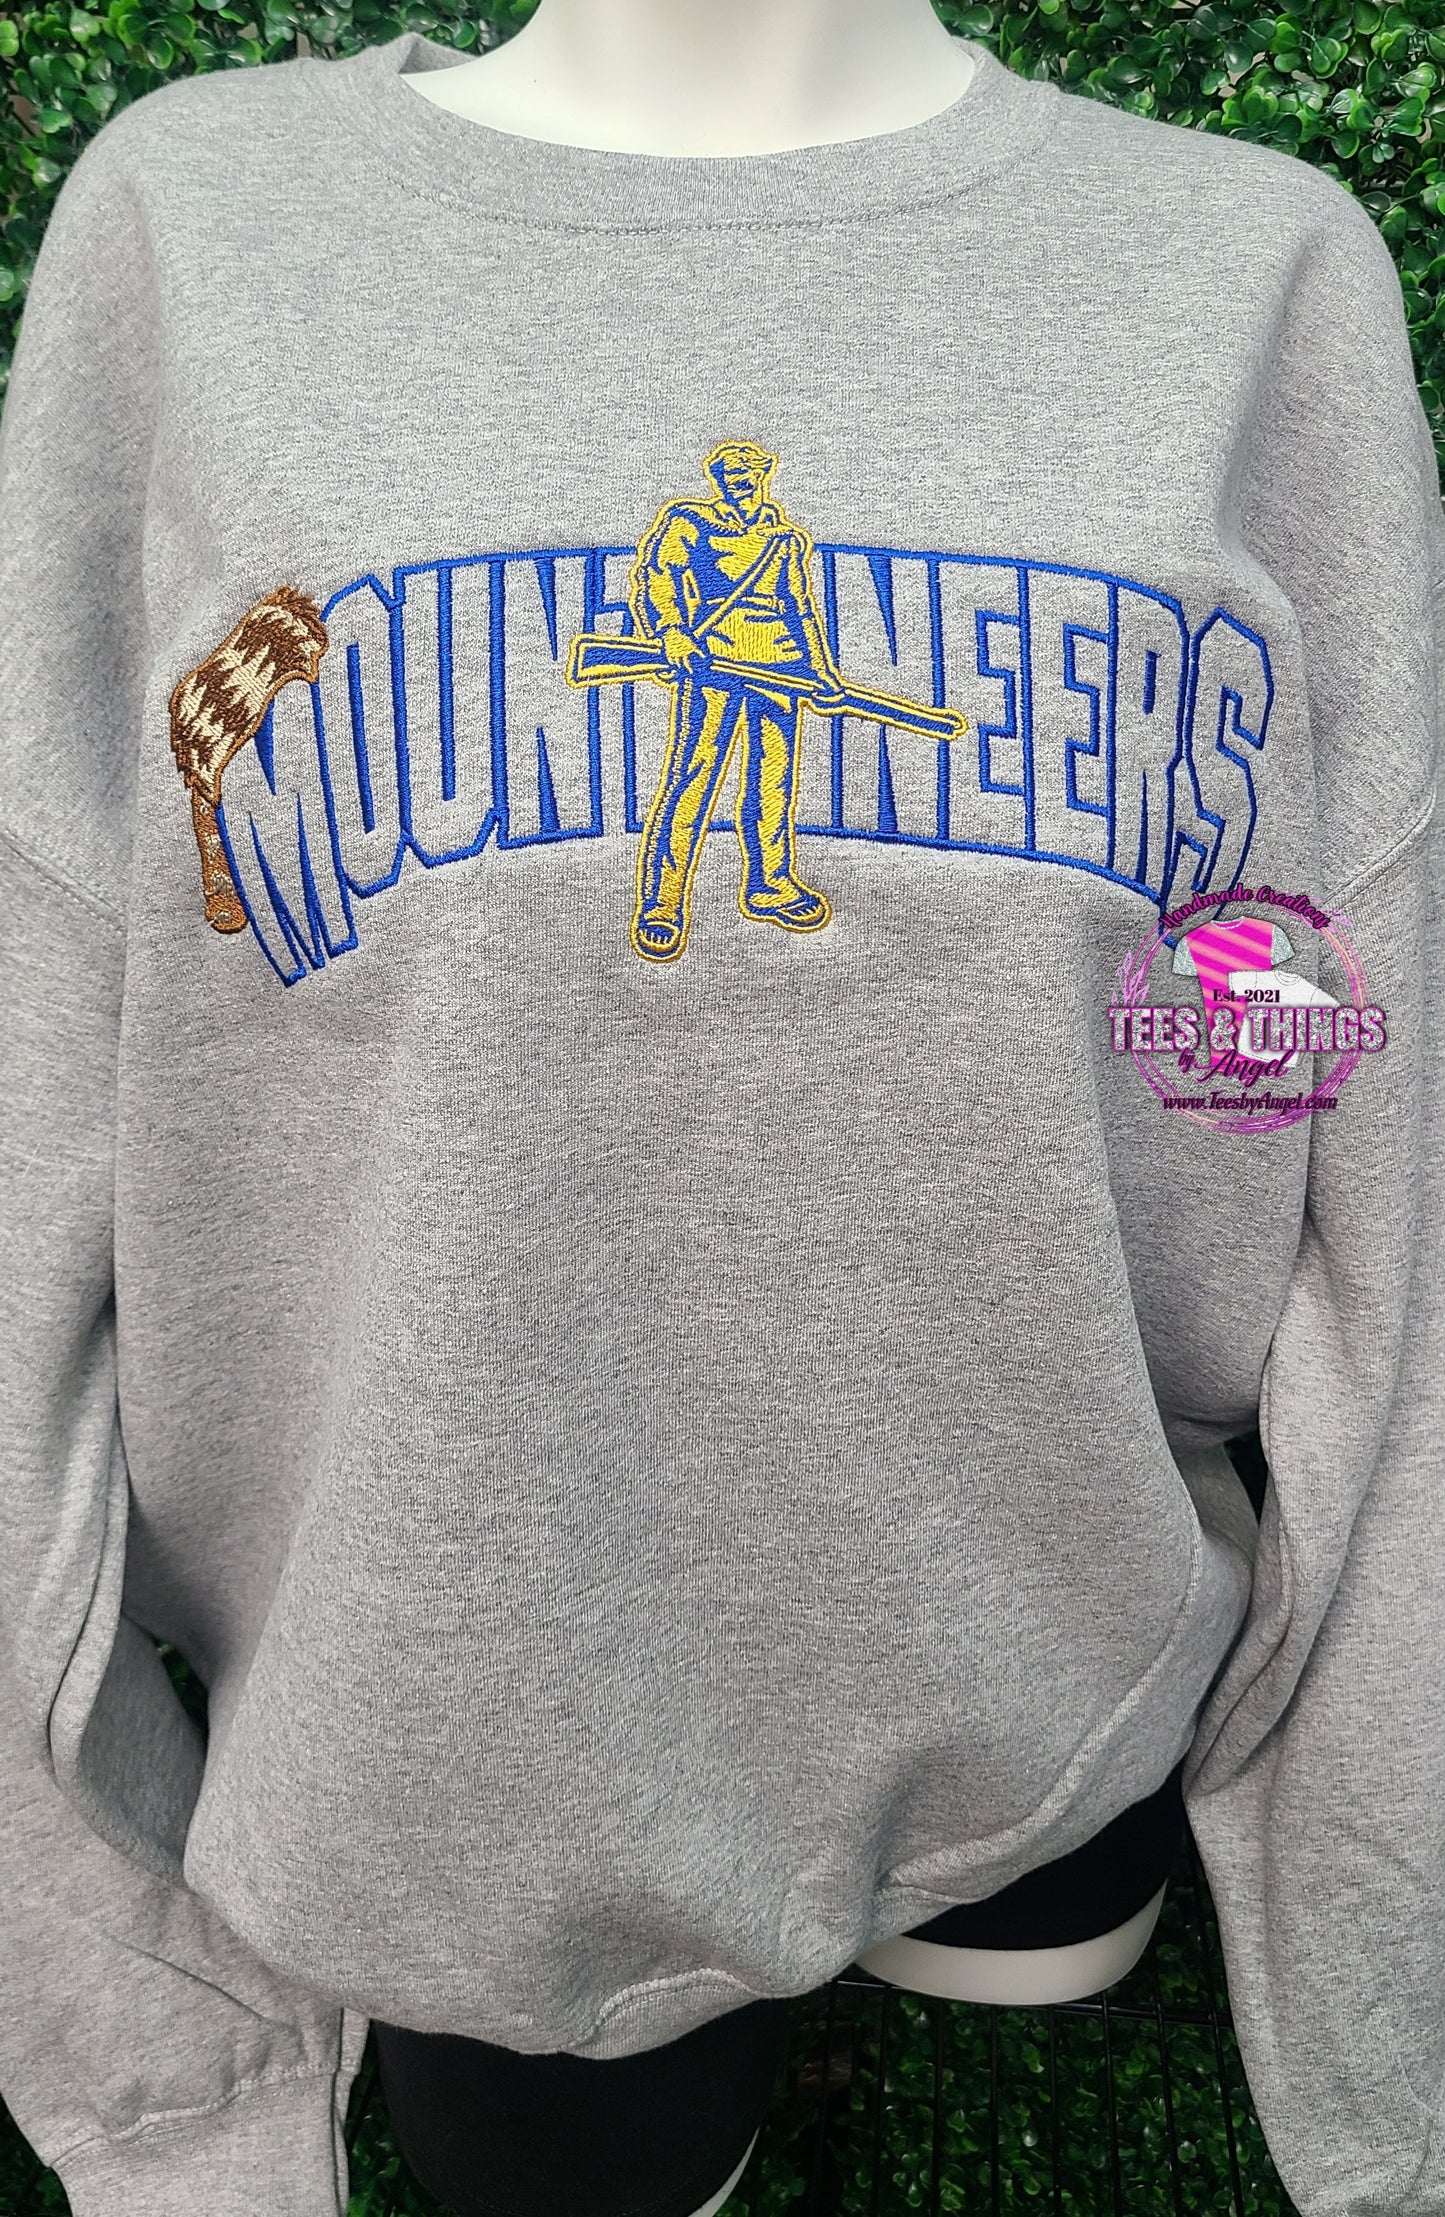 MOUNTAINEERS
Handmade Creations
Est. 2021
TEES & THINGS
by Angel
www.TeesbyAngel.com